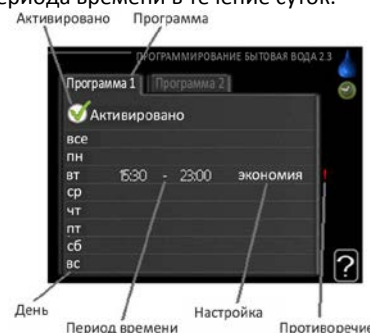 периода времени в течение суток.
Активировано Программа
ПРОГРАММИРОВАНИЕ БЫТОВАЯ ВОДА 2.3
Программа 1 Программа 2
Активировано
все
пн
вт 15:30 - 23:00 экономия !
ср
чт
пт
сб
вс
?
День Период времени Настройка Противоречие